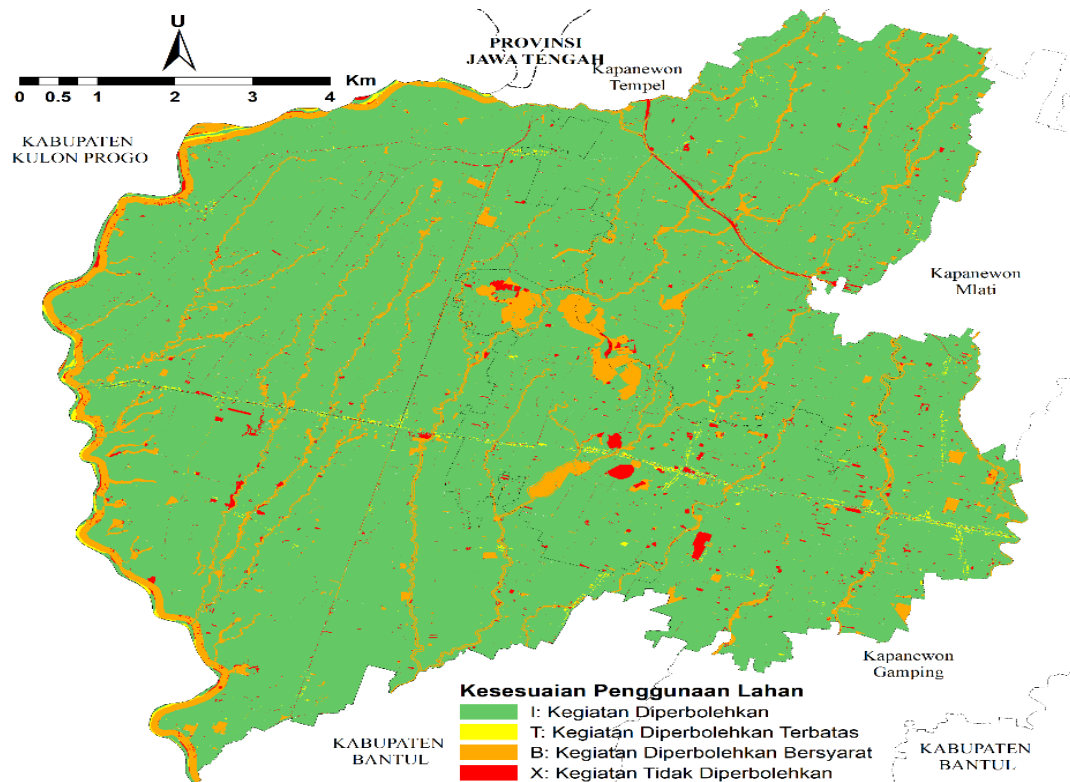 U
PROVINSI
JAWA TENGAH
Kapanewon
Tempel
Km
0 0.5 1 2 3 4
KABUPATEN
KULON PROGO
Kapanewon
Mlati
Kapanewon
Gamping
Kesesuaian Penggunaan Lahan
I: Kegiatan Diperbolehkan
T: Kegiatan Diperbolehkan Terbatas
B: Kegiatan Diperbolehkan Bersyarat
X: Kegiatan Tidak Diperbolehkan
KABUPATEN
BANTUL
KABUPATEN
BANTUL